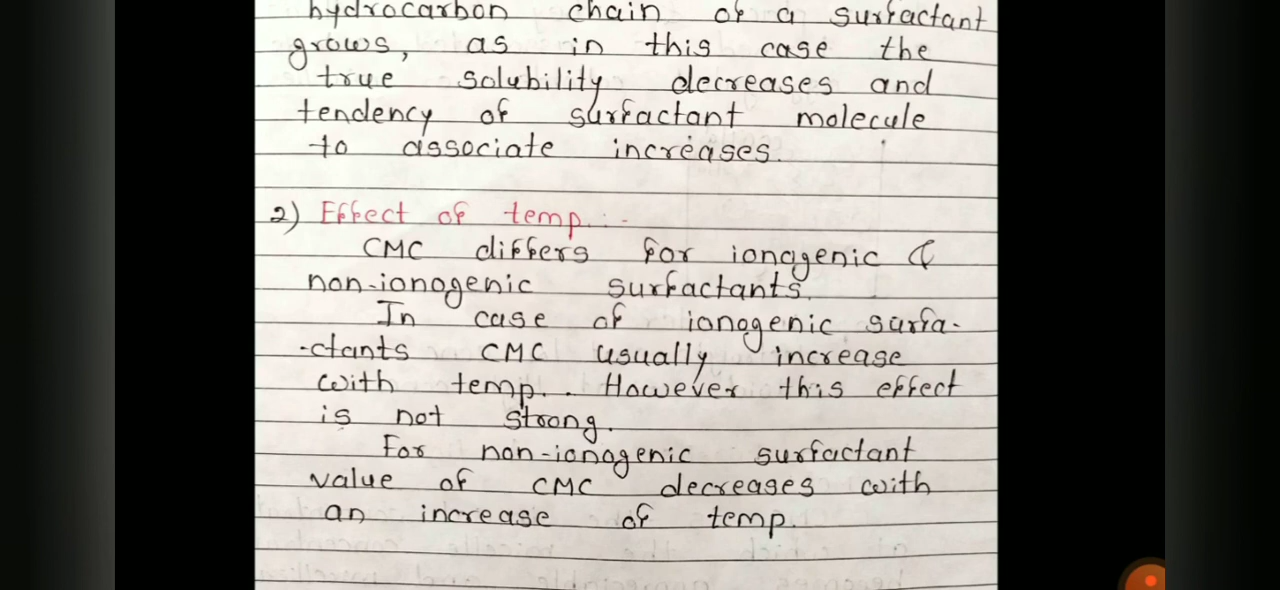 hydrocarbon chain of a surfactant
grows, as in this case the
true solubility decreases and
tendency of surfactant molecule
to associate increases.
2) Effect of temp. :-
CMC differs for ionogenic &
non-ionogenic surfactants.
In case of ionogenic surfa-
-ctants CMC usually increase
with temp. However this effect
is not strong.
For non-ionogenic surfactant
value of CMC decreases with
an increase of temp.